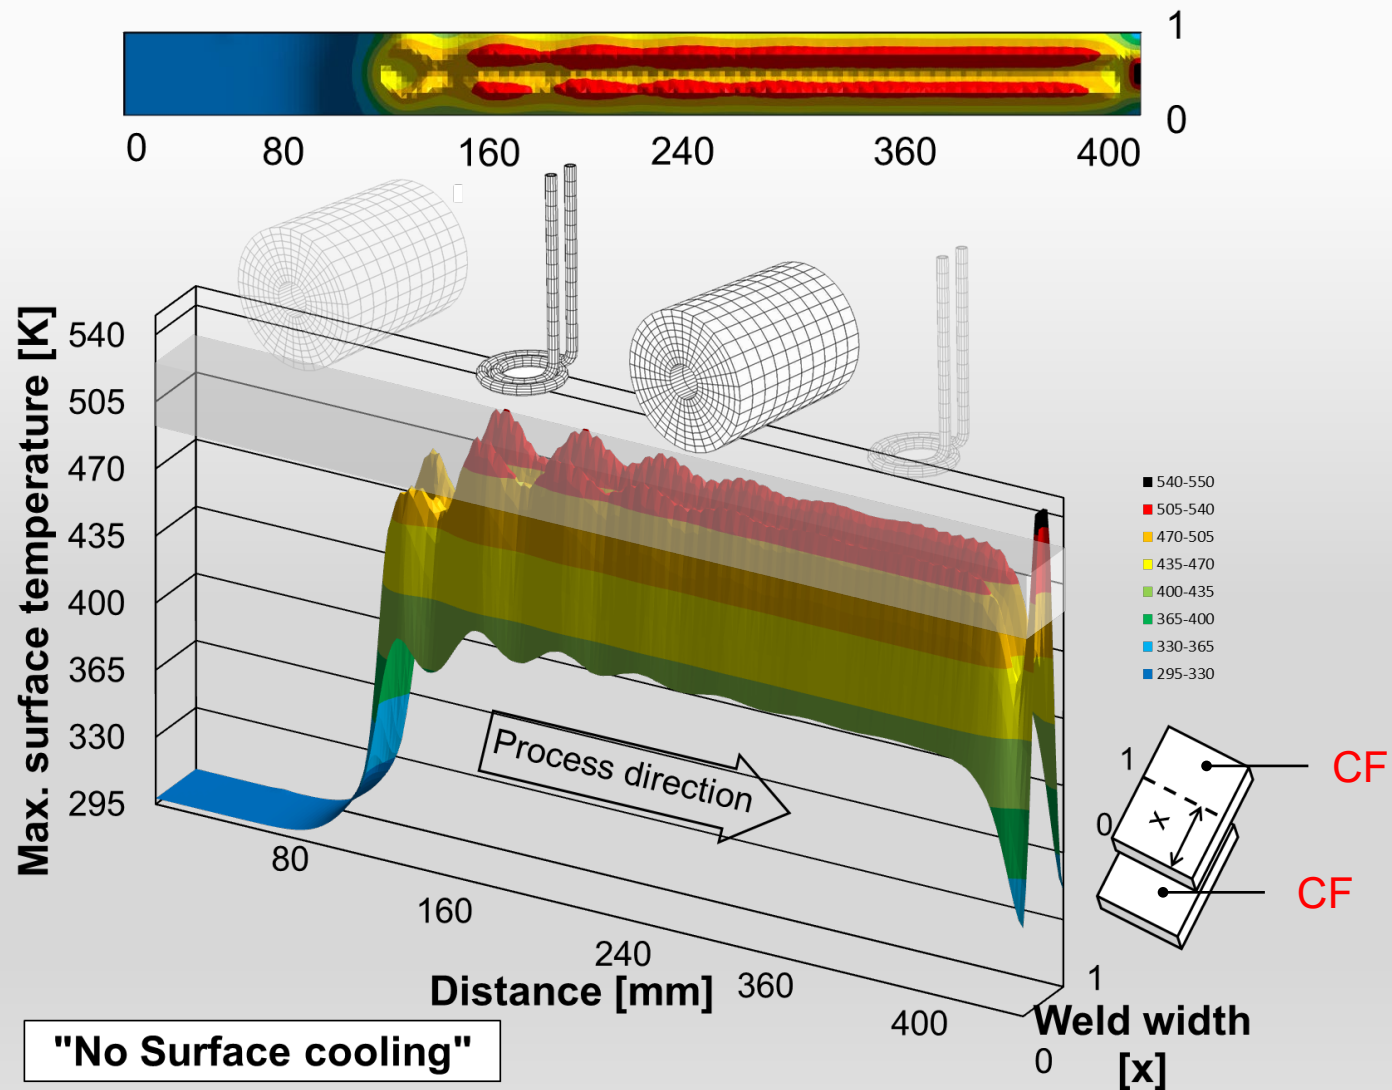 1
0
0 80 160 240 360 400
Max. surface temperature [K]
540
505
470
435
400
365
330
295
80
160
240
360
400
Distance [mm]
Process direction
1
0
Weld width
[x]
540-550
505-540
470-505
435-470
400-435
365-400
330-365
295-330
1
0
x
CF
CF
"No Surface cooling"